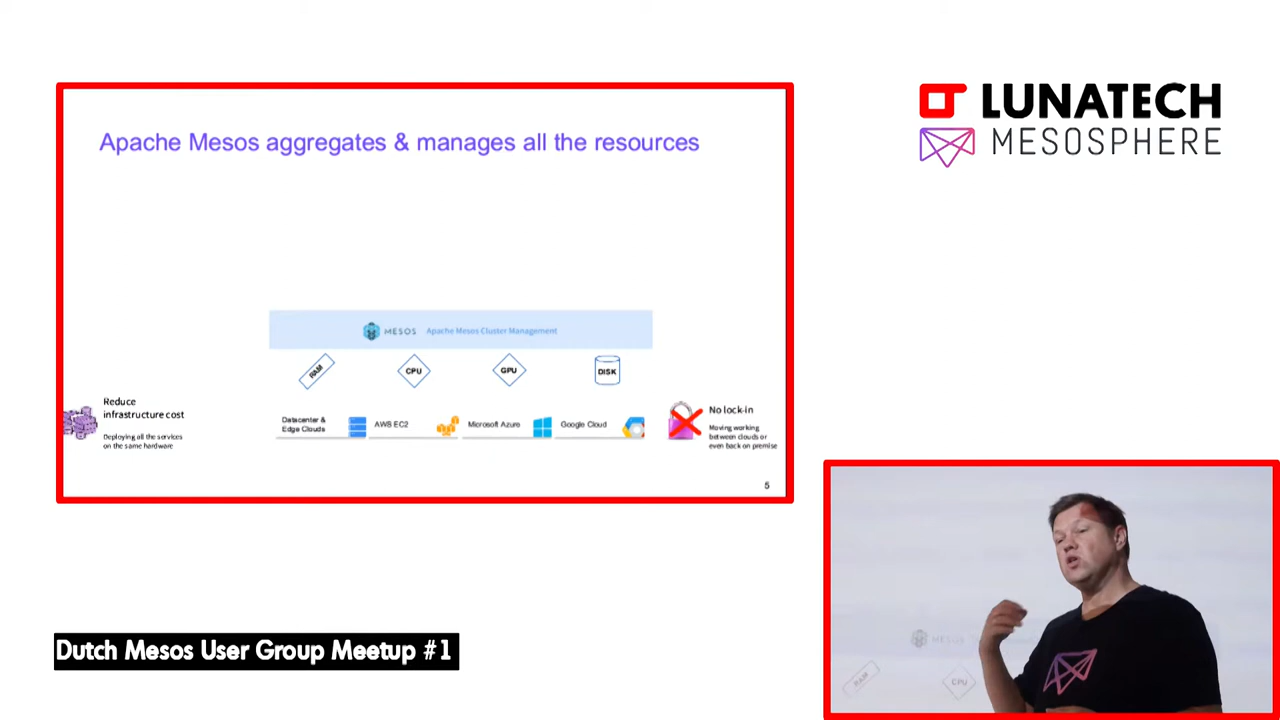 LUNATECH
MESOSPHERE
Apache Mesos aggregates & manages all the resources
MESOS Apache Mesos Cluster Management
RAM CPU GPU DISK
Reduce
infrastructure cost
Deploying all the services
on the same hardware
Datacenter &
Edge Clouds
AWS EC2
Microsoft Azure
Google Cloud
No lock-in
Moving working
between clouds or
even back on premise
5
MESOS
RAM CPU
Dutch Mesos User Group Meetup #1